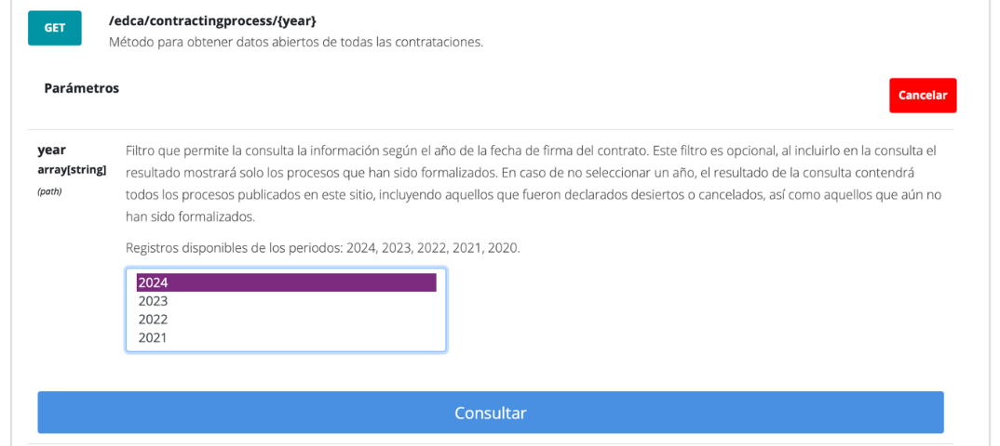 GET
/edca/contractingprocess/{year}
Método para obtener datos abiertos de todas las contrataciones.
Parámetros
Cancelar
year
array[string]
(path)
Filtro que permite la consulta la información según el año de la fecha de firma del contrato. Este filtro es opcional, al incluirlo en la consulta el
resultado mostrará solo los procesos que han sido formalizados. En caso de no seleccionar un año, el resultado de la consulta contendrá
todos los procesos publicados en este sitio, incluyendo aquellos que fueron declarados desiertos o cancelados, así como aquellos que aún no
han sido formalizados.
Registros disponibles de los periodos: 2024, 2023, 2022, 2021, 2020.
2024
2023
2022
2021
Consultar